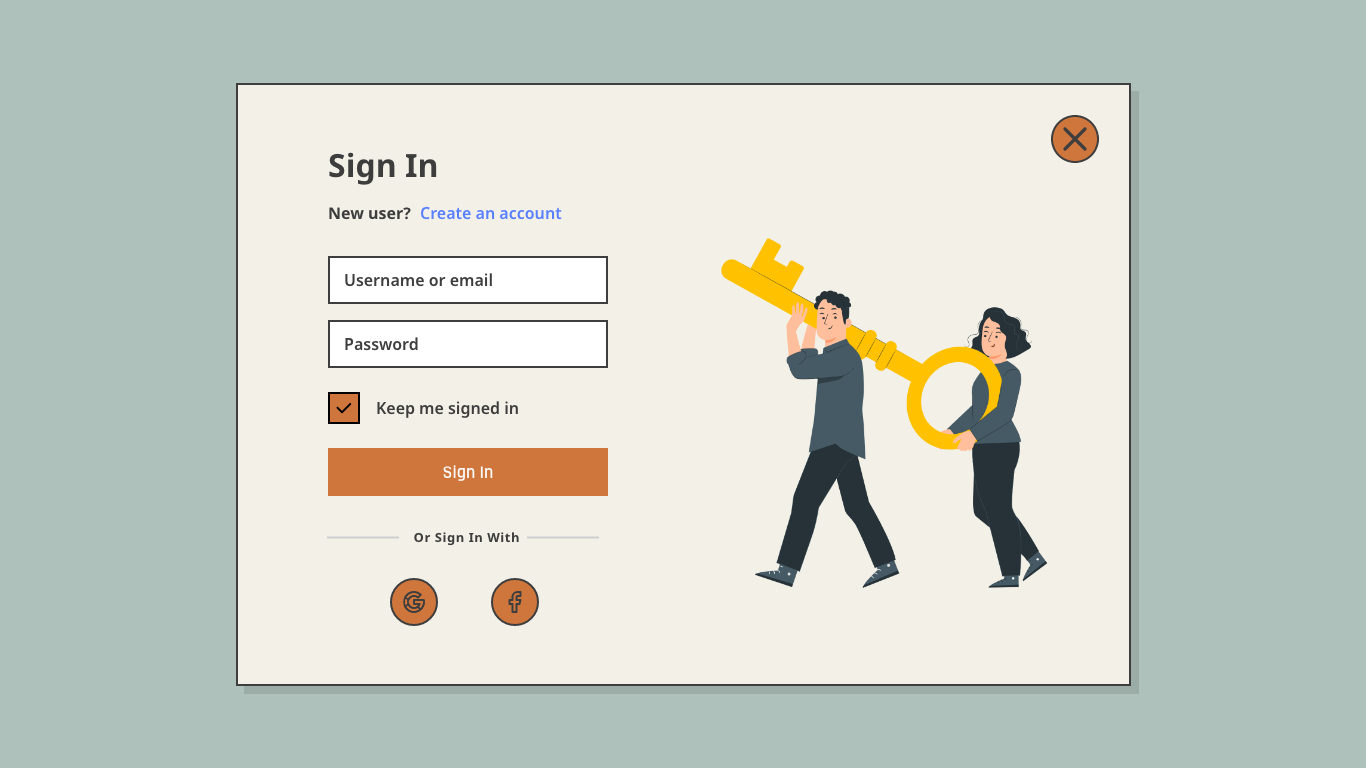 Sign In
New user? Create an account
Username or email
Password
Keep me signed in
Sign In
Or Sign In With